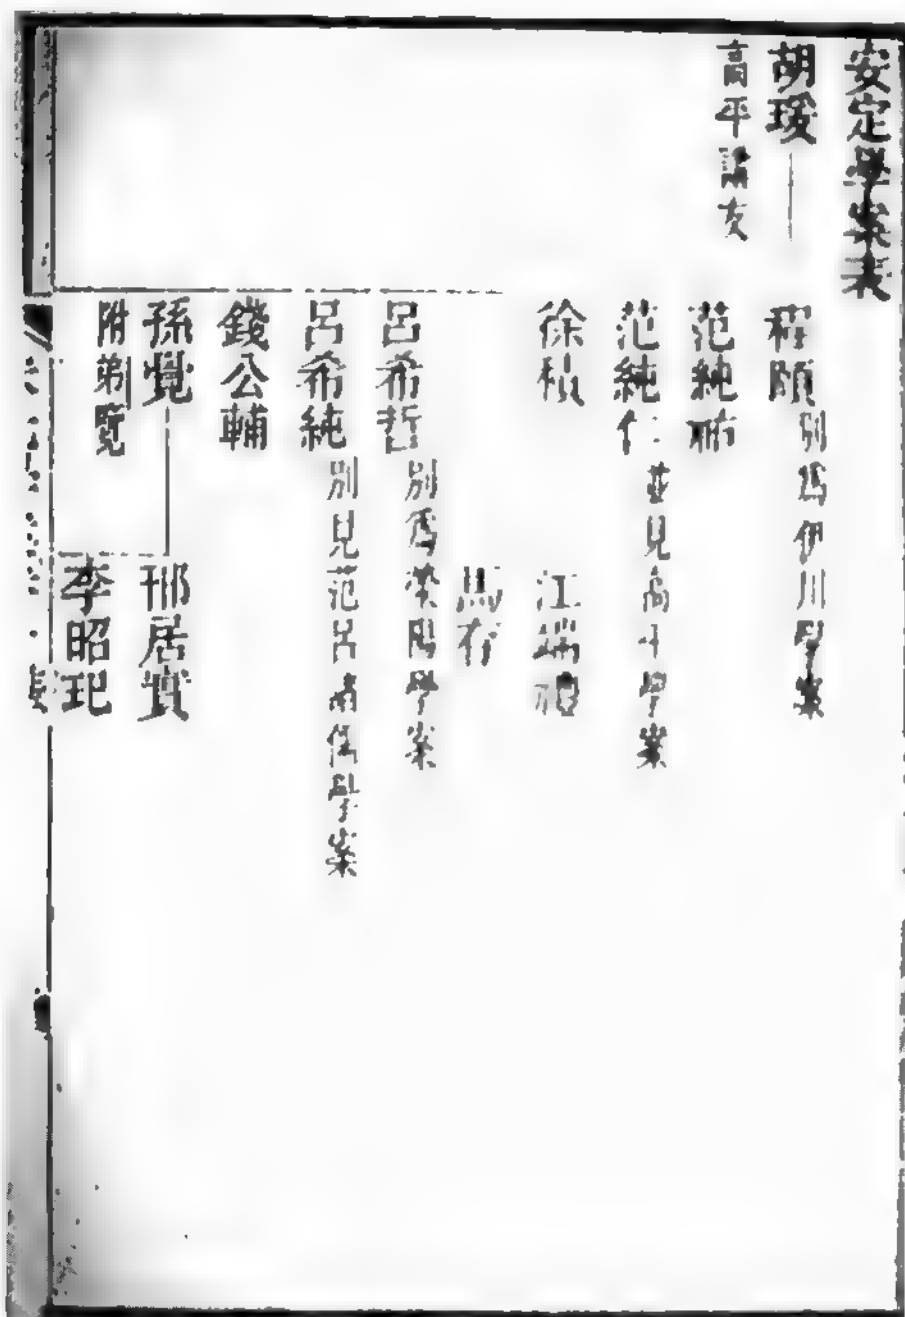 安定學案表
胡瑗
高平講友
程頤別爲伊川學案
范純祐
范純仁並見高平學案
徐積
江端禮
馬存
呂希哲別爲滎陽學案
呂希純別見范呂諸儒學案
錢公輔
孫覺
邢居實
附弟覽
李昭玘